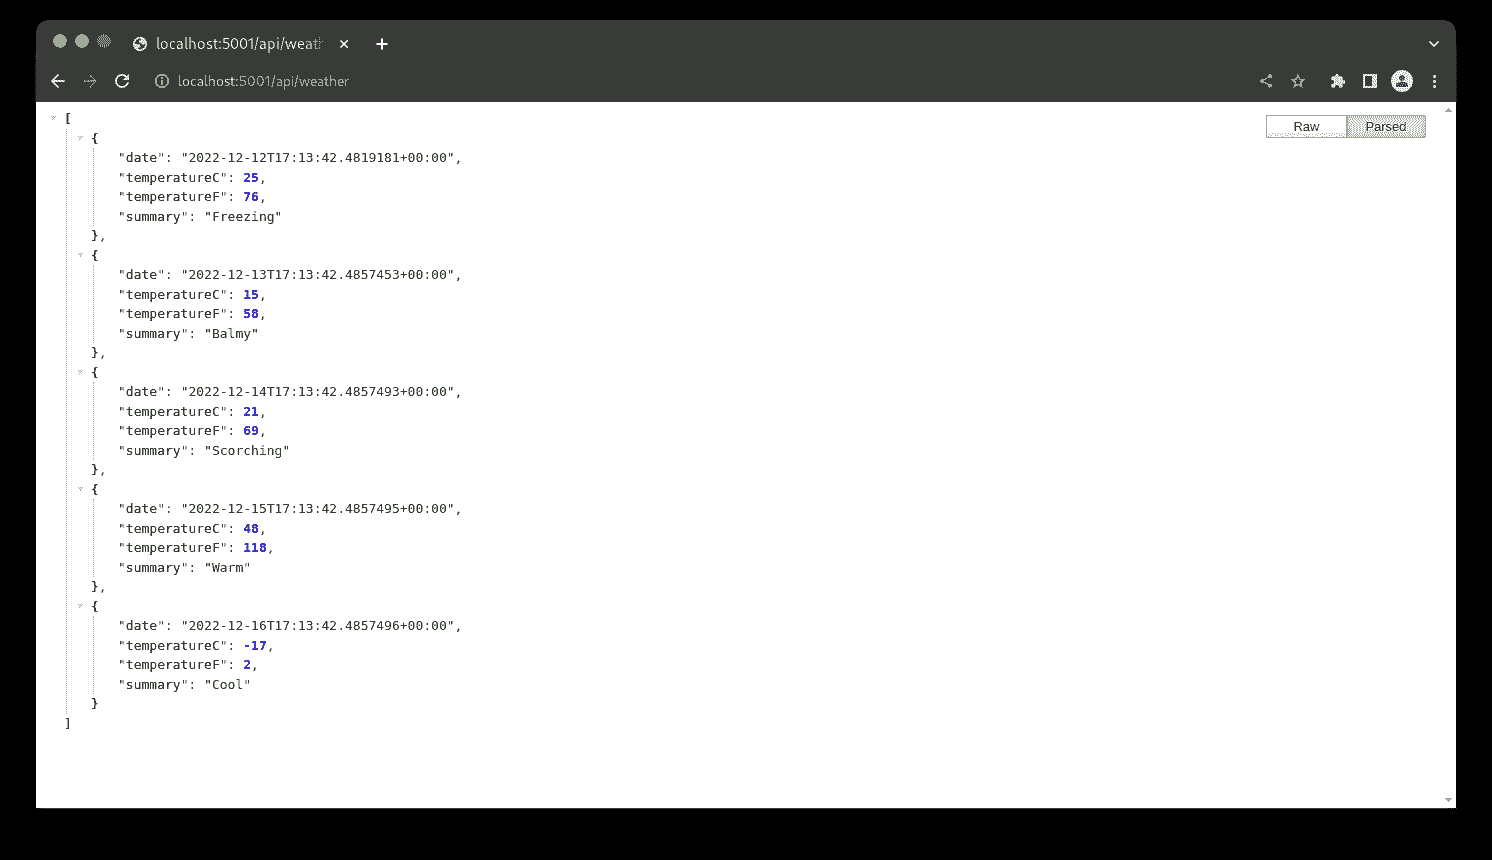 localhost:5001/api/weath
localhost:5001/api/weather
Raw
Parsed
[
{
"date": "2022-12-12T17:13:42.4819181+00:00",
"temperatureC": 25,
"temperatureF": 76,
"summary": "Freezing"
},
{
"date": "2022-12-13T17:13:42.4857453+00:00",
"temperatureC": 15,
"temperatureF": 58,
"summary": "Balmy"
},
{
"date": "2022-12-14T17:13:42.4857493+00:00",
"temperatureC": 21,
"temperatureF": 69,
"summary": "Scorching"
},
{
"date": "2022-12-15T17:13:42.4857495+00:00",
"temperatureC": 48,
"temperatureF": 118,
"summary": "Warm"
},
{
"date": "2022-12-16T17:13:42.4857496+00:00",
"temperatureC": -17,
"temperatureF": 2,
"summary": "Cool"
}
]